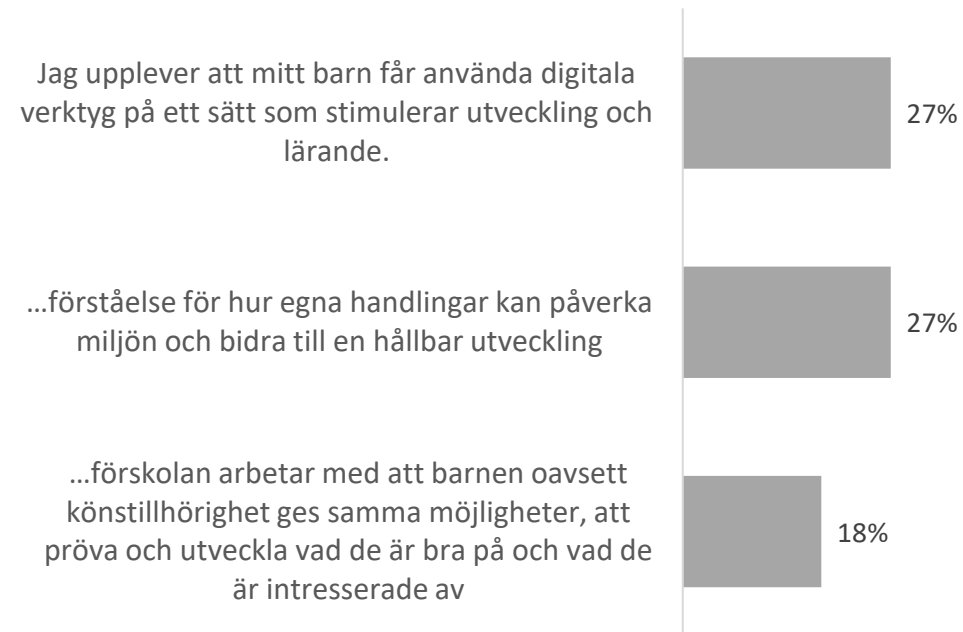 Jag upplever att mitt barn får använda digitala
verktyg på ett sätt som stimulerar utveckling och
lärande.
27%
…förståelse för hur egna handlingar kan påverka
miljön och bidra till en hållbar utveckling
27%
…förskolan arbetar med att barnen oavsett
könstillhörighet ges samma möjligheter, att
pröva och utveckla vad de är bra på och vad de
är intresserade av
18%